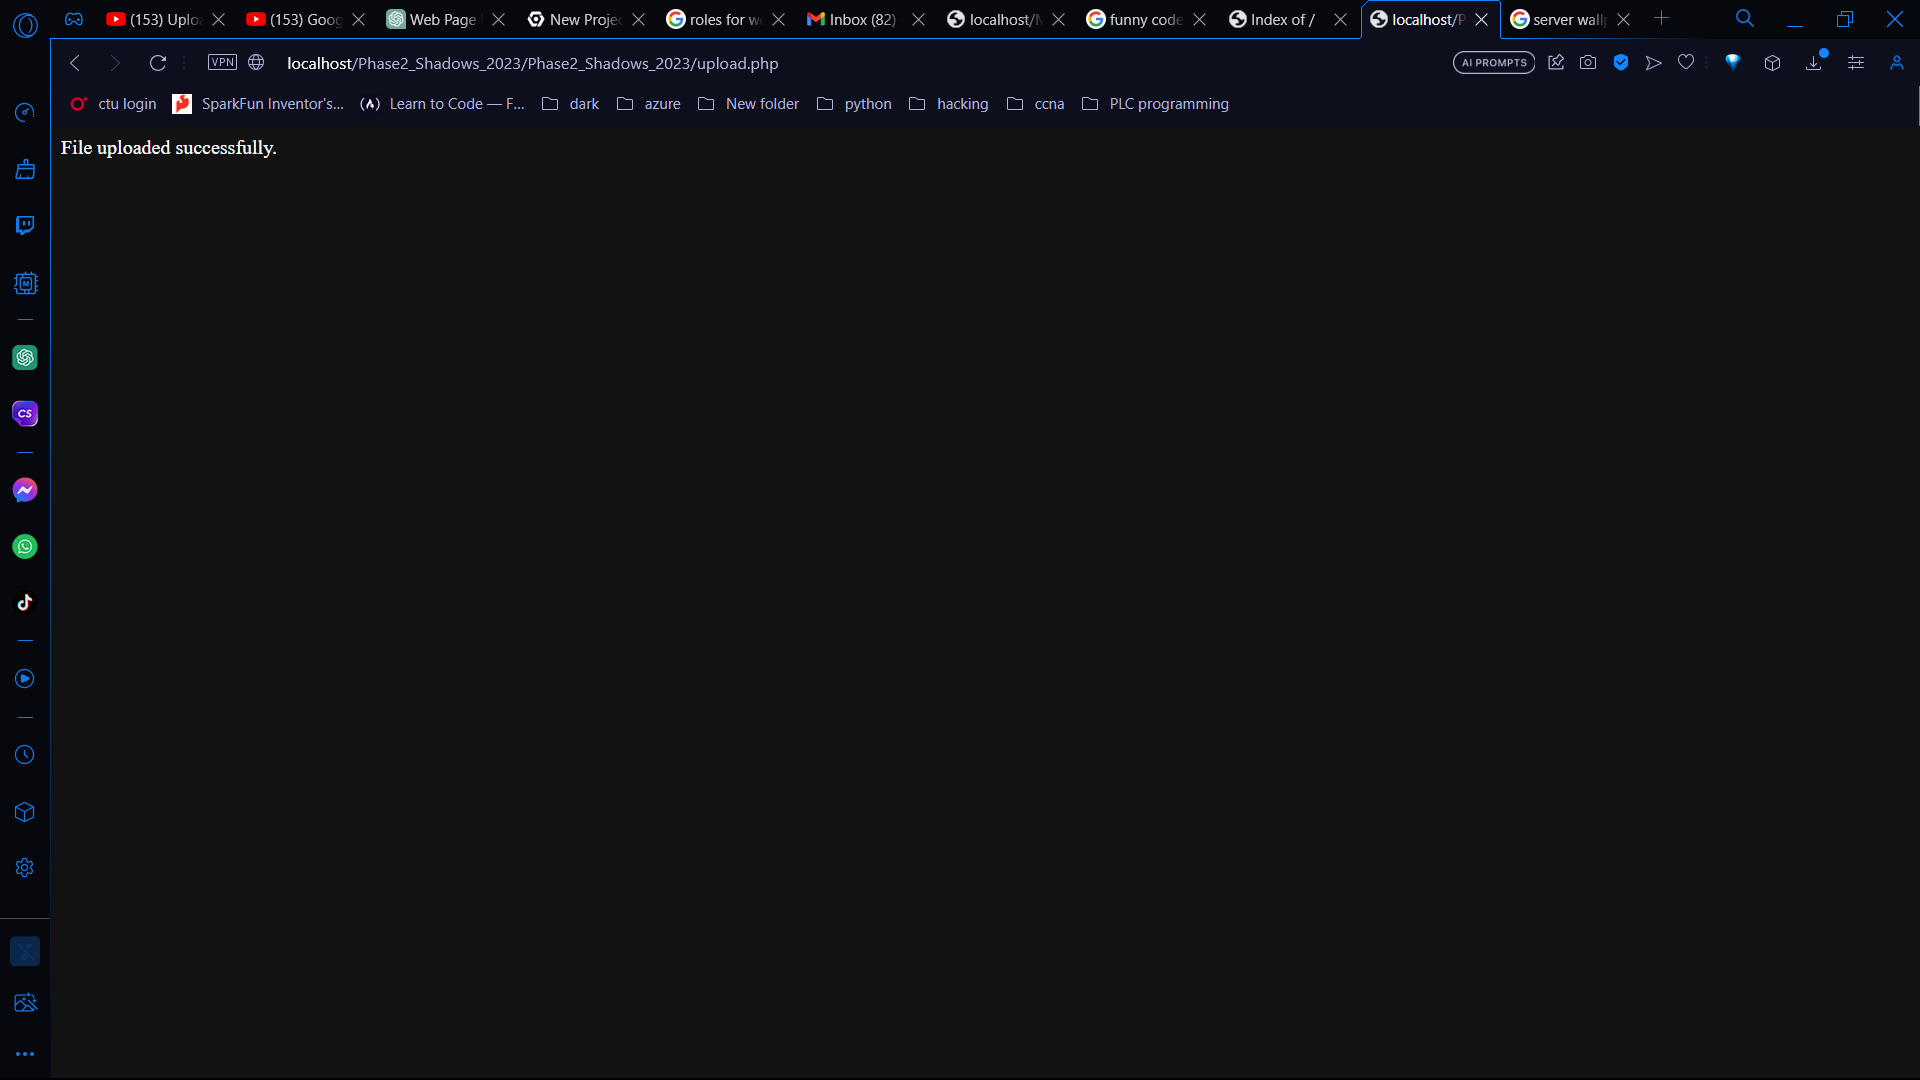 (153) Uplo
(153) Goog
Web Page
New Projec
roles for w
Inbox (82)
localhost/
funny code
Index of /
localhost/P
server wall
VPN
localhost/Phase2_Shadows_2023/Phase2_Shadows_2023/upload.php
AI PROMPTS
ctu login
SparkFun Inventor's...
Learn to Code — F...
dark
azure
New folder
python
hacking
ccna
PLC programming
File uploaded successfully.
M
CS